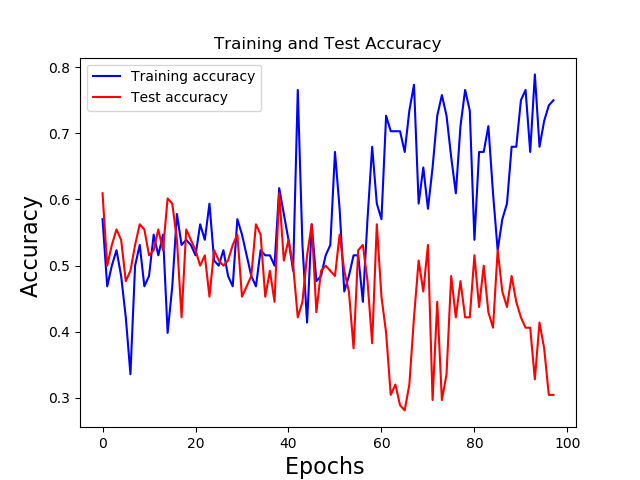 Training and Test Accuracy
Training accuracy
Test accuracy
0.8
0.7
0.6
0.5
0.4
0.3
Accuracy
0 20 40 60 80 100
Epochs